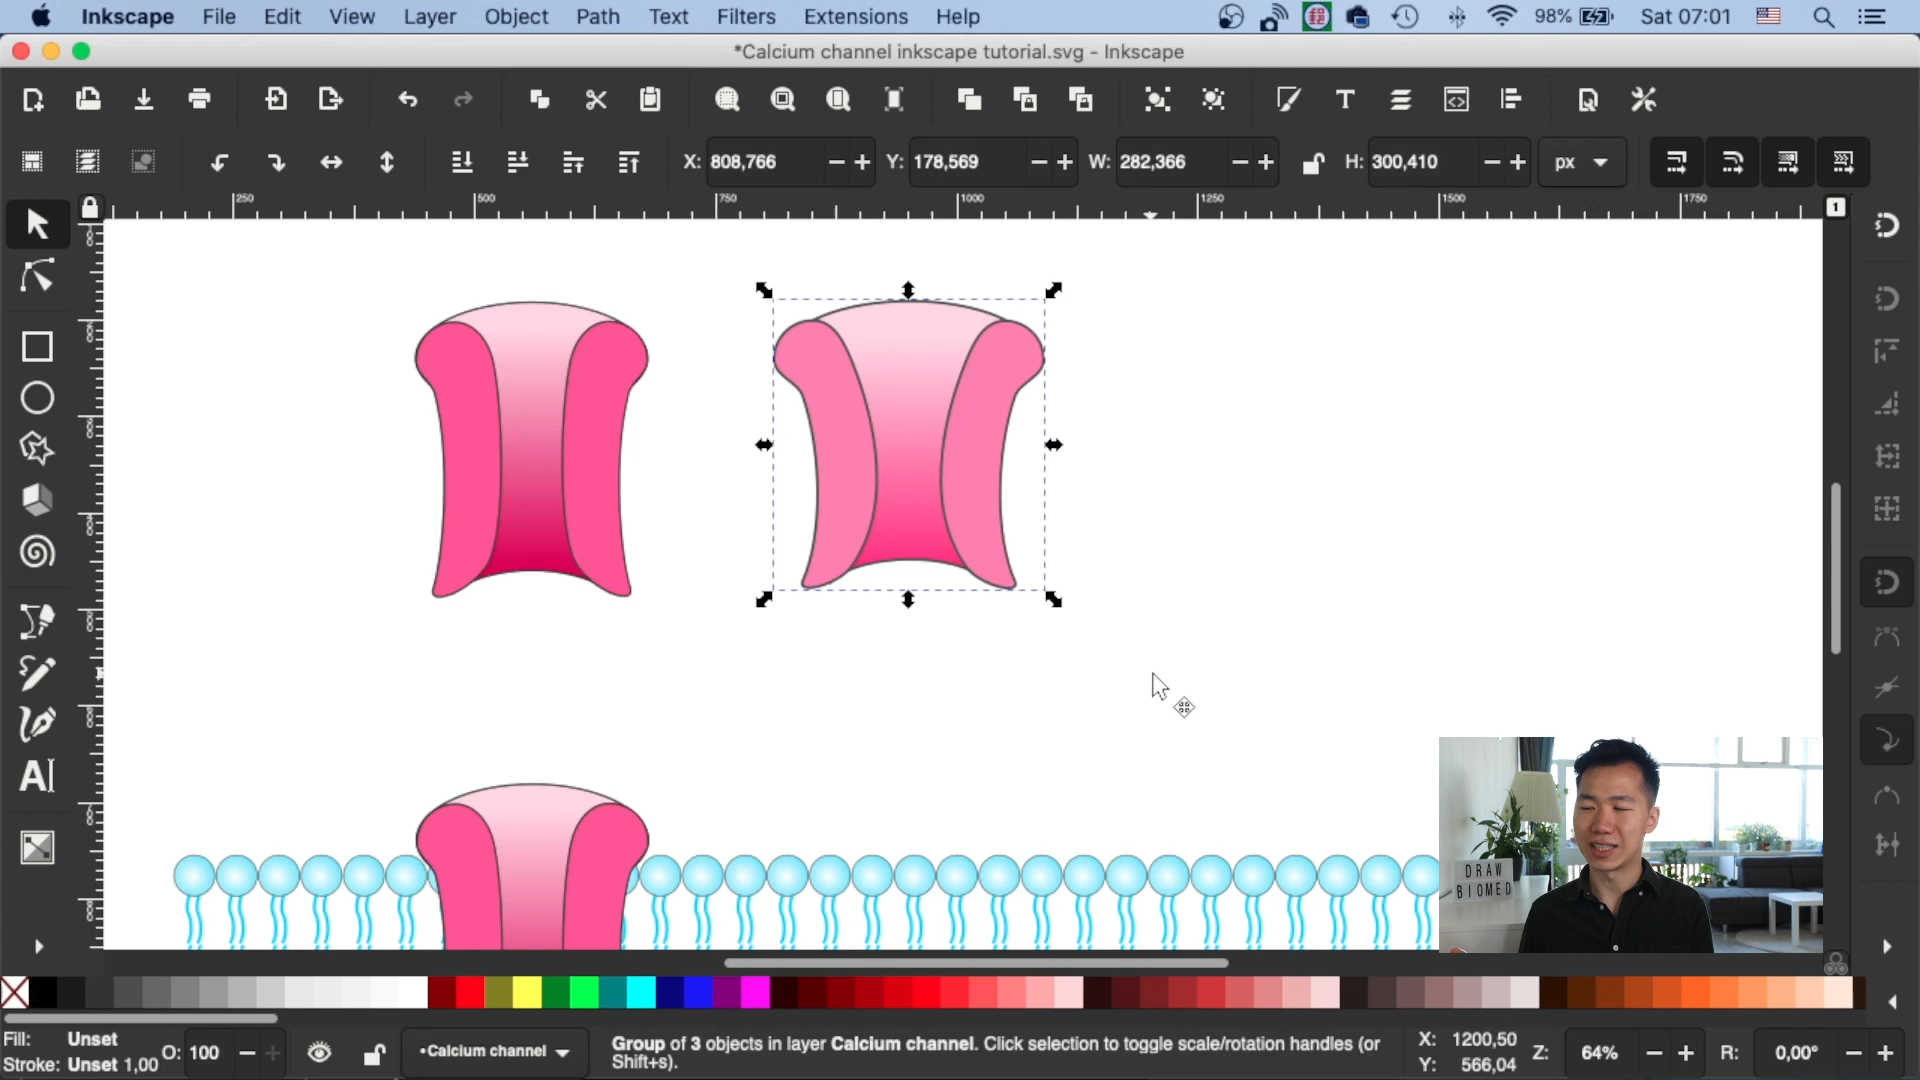 Inkscape File Edit View Layer Object Path Text Filters Extensions Help 98% Sat 07:01
*Calcium channel inkscape tutorial.svg - Inkscape
X: 808,766 Y: 178,569 W: 282,366 H: 300,410 px
250 500 750 1000 1250 1500 1750
1
DRAW
BIOMED
Fill: Unset
Stroke: Unset 1,00
O: 100
•Calcium channel
Group of 3 objects in layer Calcium channel. Click selection to toggle scale/rotation handles (or
Shift+s).
X: 1200,50
Y: 566,04
Z: 64%
R: 0,00°